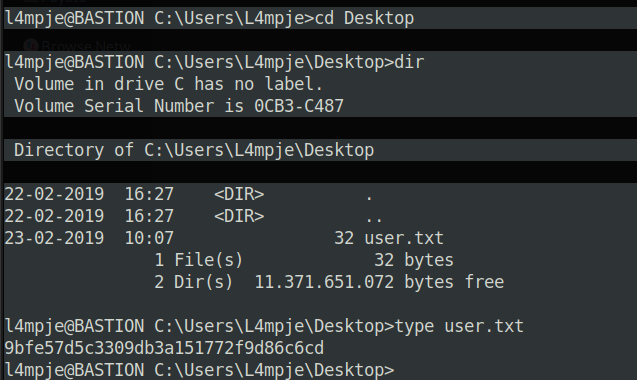 l4mpje@BASTION C:\Users\L4mpje>cd Desktop
Browse Netw
l4mpje@BASTION C:\Users\L4mpje\Desktop>dir
 Volume in drive C has no label.
 Volume Serial Number is 0CB3-C487
 Directory of C:\Users\L4mpje\Desktop
22-02-2019  16:27    <DIR>          .
22-02-2019  16:27    <DIR>          ..
23-02-2019  10:07                32 user.txt
               1 File(s)             32 bytes
               2 Dir(s)  11.371.651.072 bytes free
l4mpje@BASTION C:\Users\L4mpje\Desktop>type user.txt
9bfe57d5c3309db3a151772f9d86c6cd
l4mpje@BASTION C:\Users\L4mpje\Desktop>